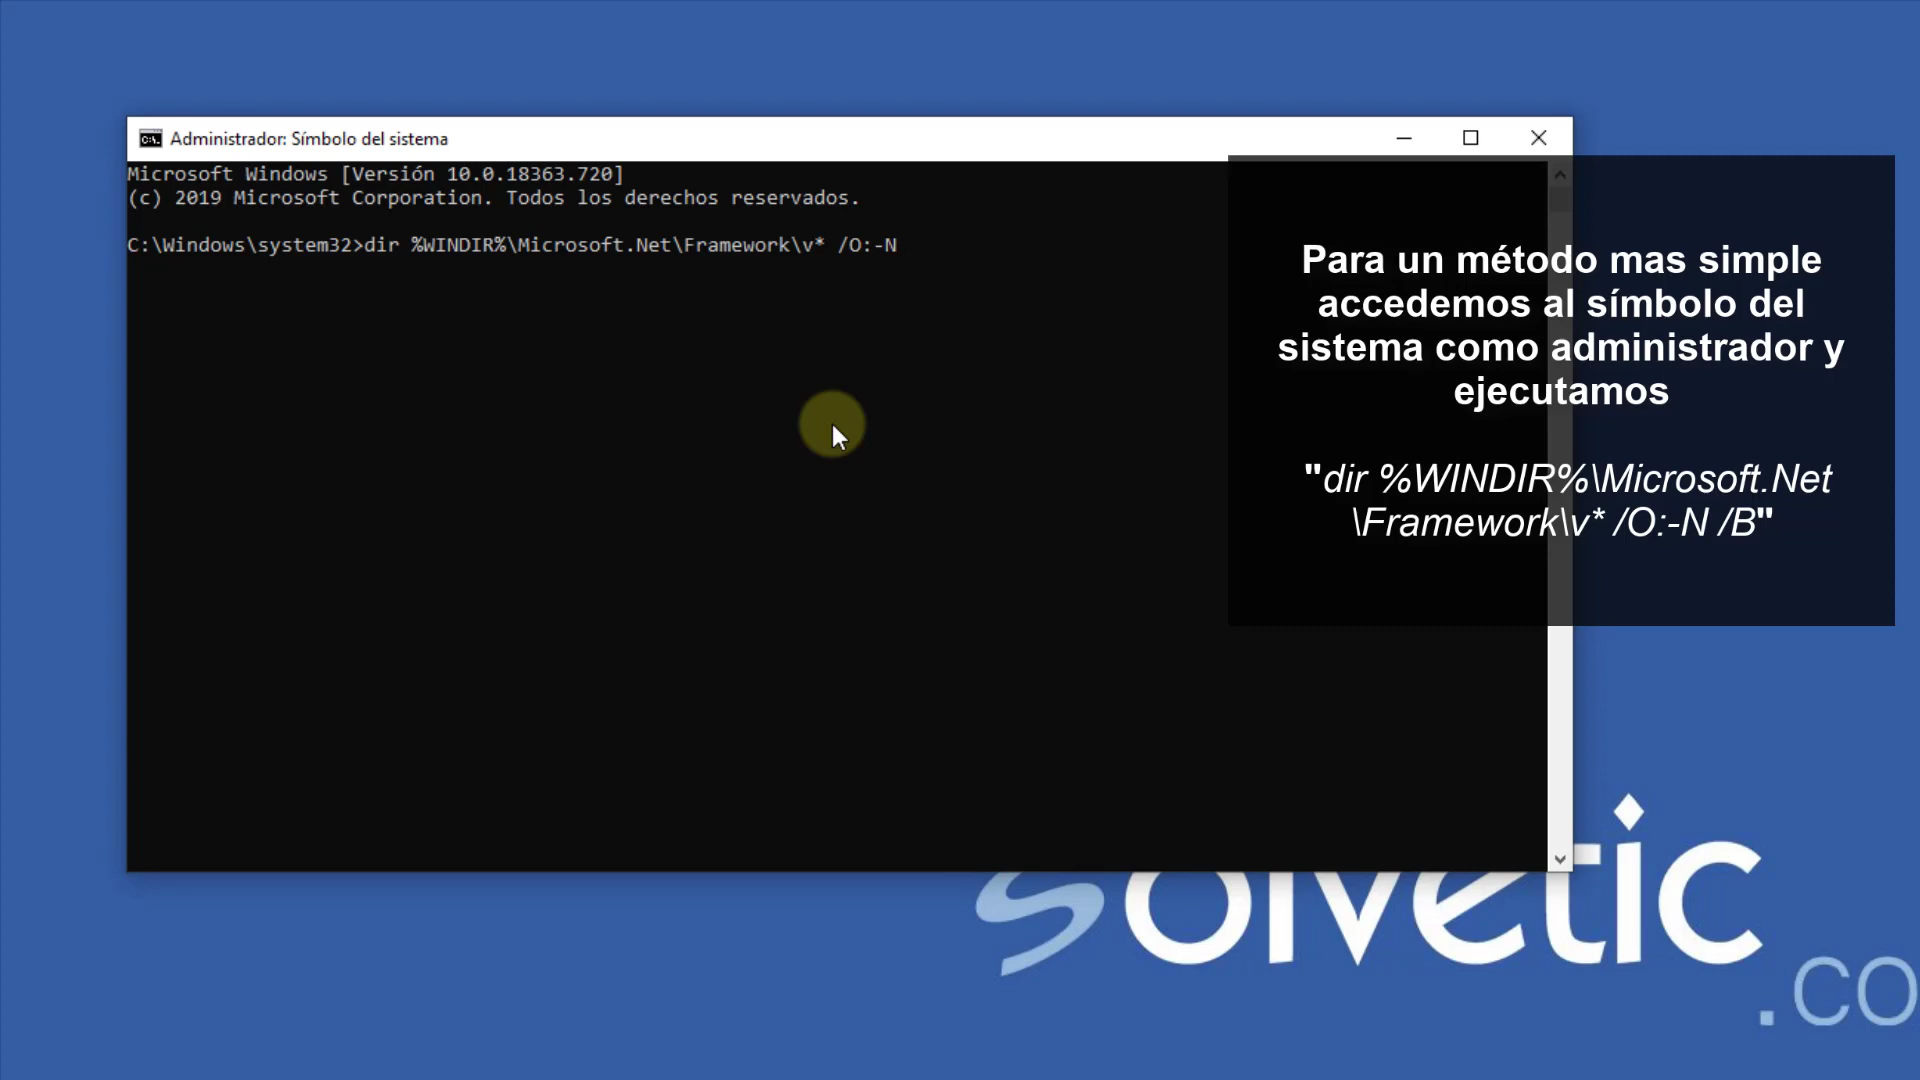 Administrador: Símbolo del sistema
Microsoft Windows [Versión 10.0.18363.720]
(c) 2019 Microsoft Corporation. Todos los derechos reservados.
C:\Windows\system32>dir %WINDIR%\Microsoft.Net\Framework\v* /O:-N
Para un método mas simple
accedemos al símbolo del
sistema como administrador y
ejecutamos
"dir %WINDIR%\Microsoft.Net
\Framework\v* /O:-N /B"
solvetic
.co